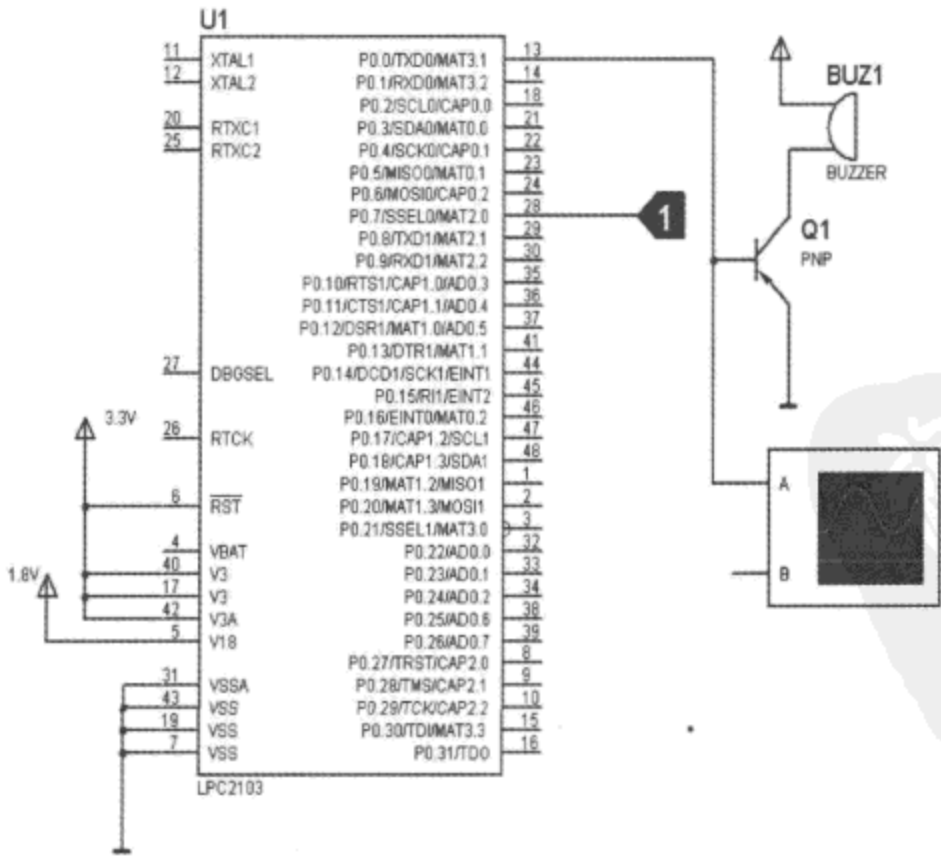 U1
11 XTAL1 P0.0/TXD0/MAT3.1 13
12 XTAL2 P0.1/RXD0/MAT3.2 14
P0.2/SCL0/CAP0.0 18
20 RTXC1 P0.3/SDA0/MAT0.0 21
25 RTXC2 P0.4/SCK0/CAP0.1 22
P0.5/MISO0/MAT0.1 23
P0.6/MOSI0/CAP0.2 24
P0.7/SSEL0/MAT2.0 28
P0.8/TXD1/MAT2.1 29
P0.9/RXD1/MAT2.2 30
P0.10/RTS1/CAP1.0/AD0.3 35
P0.11/CTS1/CAP1.1/AD0.4 36
P0.12/DSR1/MAT1.0/AD0.5 37
P0.13/DTR1/MAT1.1 41
27 DBGSEL P0.14/DCD1/SCK1/EINT1 44
P0.15/RI1/EINT2 45
P0.16/EINT0/MAT0.2 46
26 RTCK P0.17/CAP1.2/SCL1 47
P0.18/CAP1.3/SDA1 48
P0.19/MAT1.2/MISO1 1
6 RST P0.20/MAT1.3/MOSI1 2
P0.21/SSEL1/MAT3.0 3
4 VBAT P0.22/AD0.0 32
40 V3 P0.23/AD0.1 33
17 V3 P0.24/AD0.2 34
42 V3A P0.25/AD0.6 38
5 V18 P0.26/AD0.7 39
P0.27/TRST/CAP2.0 8
31 VSSA P0.28/TMS/CAP2.1 9
43 VSS P0.29/TCK/CAP2.2 10
19 VSS P0.30/TDI/MAT3.3 15
7 VSS P0.31/TDO 16
LPC2103
3.3V
1.8V
1
BUZ1
BUZZER
Q1
PNP
A
B